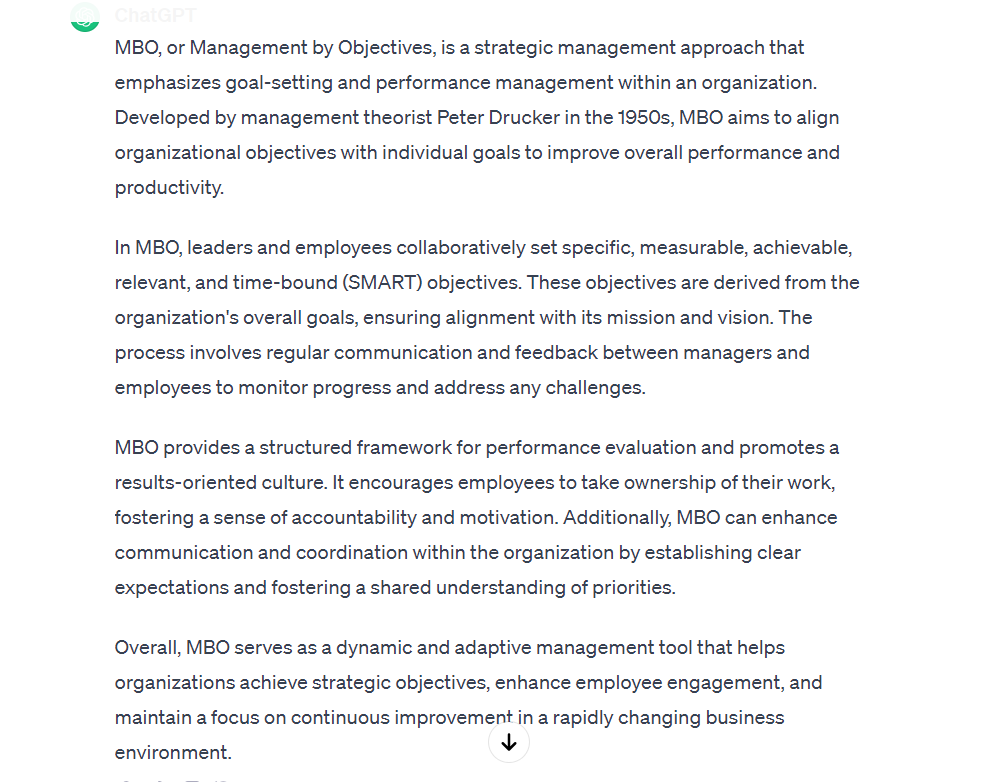 ChatGPT
MBO, or Management by Objectives, is a strategic management approach that
emphasizes goal-setting and performance management within an organization.
Developed by management theorist Peter Drucker in the 1950s, MBO aims to align
organizational objectives with individual goals to improve overall performance and
productivity.
In MBO, leaders and employees collaboratively set specific, measurable, achievable,
relevant, and time-bound (SMART) objectives. These objectives are derived from the
organization's overall goals, ensuring alignment with its mission and vision. The
process involves regular communication and feedback between managers and
employees to monitor progress and address any challenges.
MBO provides a structured framework for performance evaluation and promotes a
results-oriented culture. It encourages employees to take ownership of their work,
fostering a sense of accountability and motivation. Additionally, MBO can enhance
communication and coordination within the organization by establishing clear
expectations and fostering a shared understanding of priorities.
Overall, MBO serves as a dynamic and adaptive management tool that helps
organizations achieve strategic objectives, enhance employee engagement, and
maintain a focus on continuous improvement in a rapidly changing business
environment.